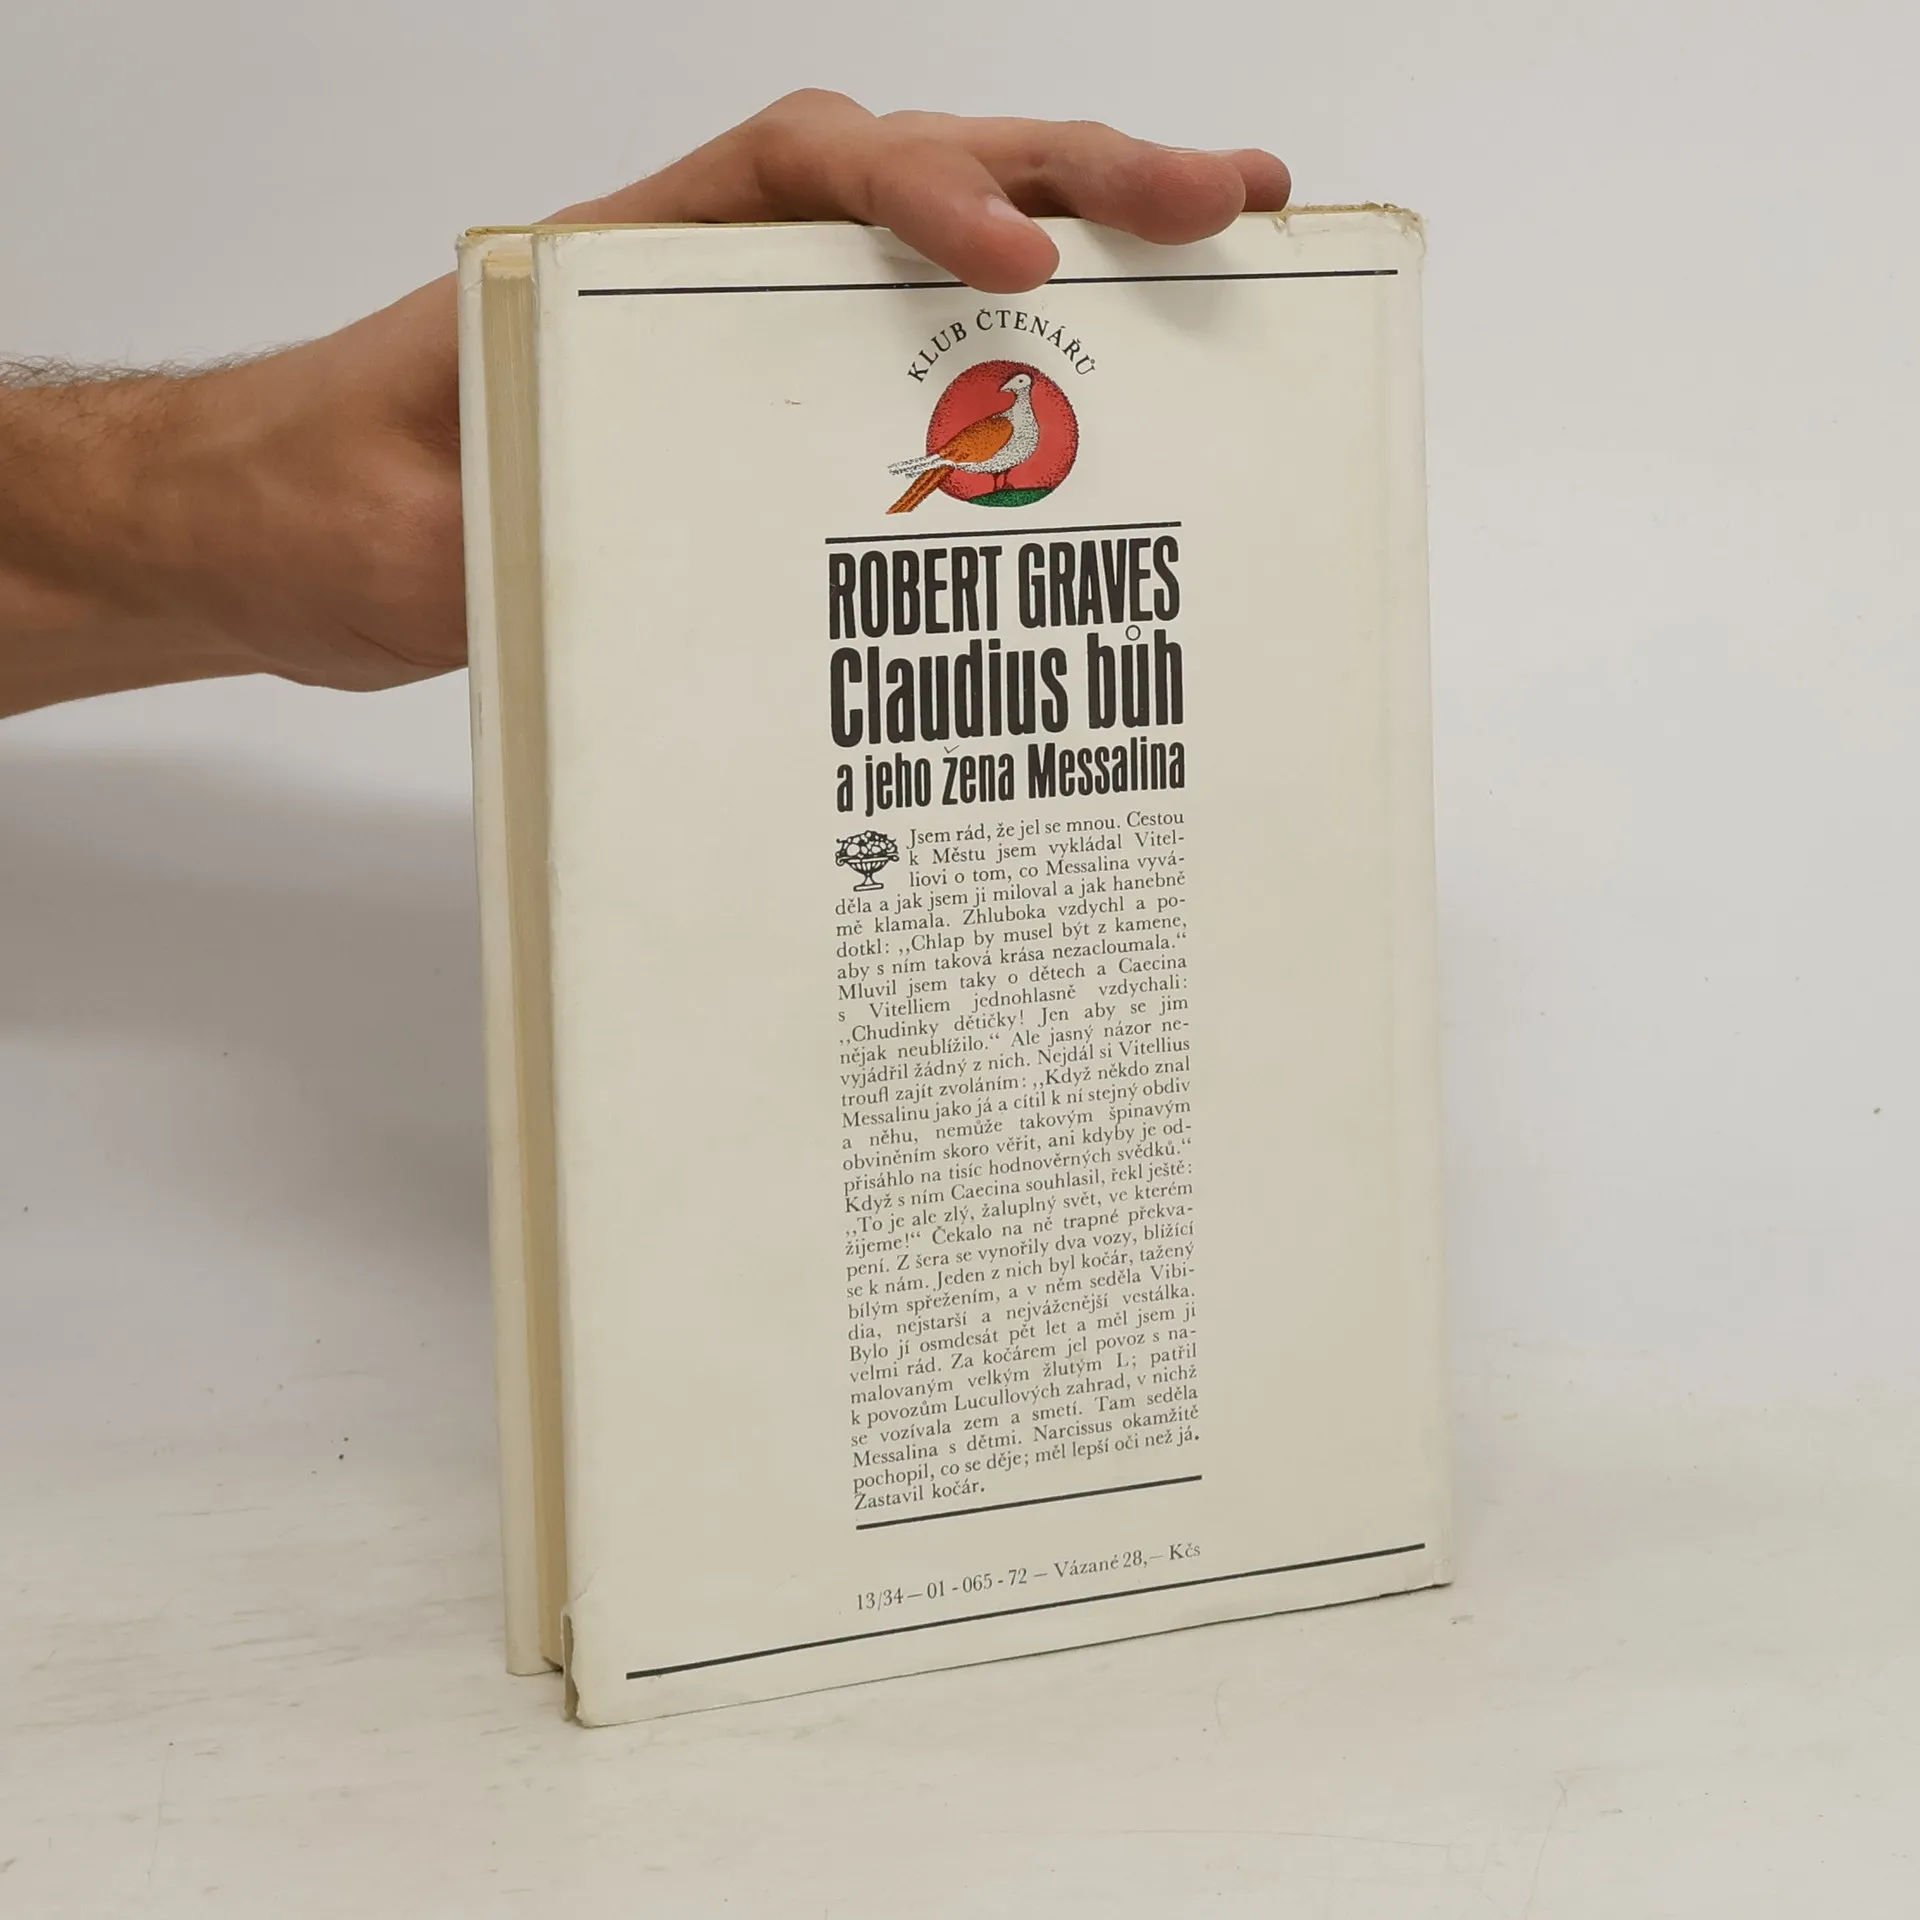 KLUB ČTENÁŘŮ
ROBERT GRAVES
Claudius bůh
a jeho žena Messalina
Jsem rád, že jel se mnou. Cestou
k Městu jsem vykládal Vitel-
liovi o tom, co Messalina vyvá-
děla a jak jsem ji miloval a jak hanebně
mě klamala. Zhluboka vzdychl a po-
dotkl: ,,Chlap by musel být z kamene,
aby s ním taková krása nezacloumala.“
Mluvil jsem taky o dětech a Caecina
s Vitelliem jednohlasně vzdychali:
,,Chudinky dětičky! Jen aby se jim
nějak neublížilo.“ Ale jasný názor ne-
vyjádřil žádný z nich. Nejdál si Vitellius
troufl zajít zvoláním: ,,Když někdo znal
Messalinu jako já a cítil k ní stejný obdiv
a něhu, nemůže takovým špinavým
obviněním skoro věřit, ani kdyby je od-
přisáhlo na tisíc hodnověrných svědků.“
Když s ním Caecina souhlasil, řekl ještě:
,,To je ale zlý, žaluplný svět, ve kterém
žijeme!“ Čekalo na ně trapné překva-
pení. Z šera se vynořily dva vozy, blížící
se k nám. Jeden z nich byl kočár, tažený
bílým spřežením, a v něm seděla Vibi-
dia, nejstarší a nejváženější vestálka.
Bylo jí osmdesát pět let a měl jsem ji
velmi rád. Za kočárem jel povoz s na-
malovaným velkým žlutým L; patřil
k povozům Lucullových zahrad, v nichž
se vozívala zem a smetí. Tam seděla
Messalina s dětmi. Narcissus okamžitě
pochopil, co se děje; měl lepší oči než já.
Zastavil kočár.
13/34—01-065-72 — Vázané 28,— Kčs